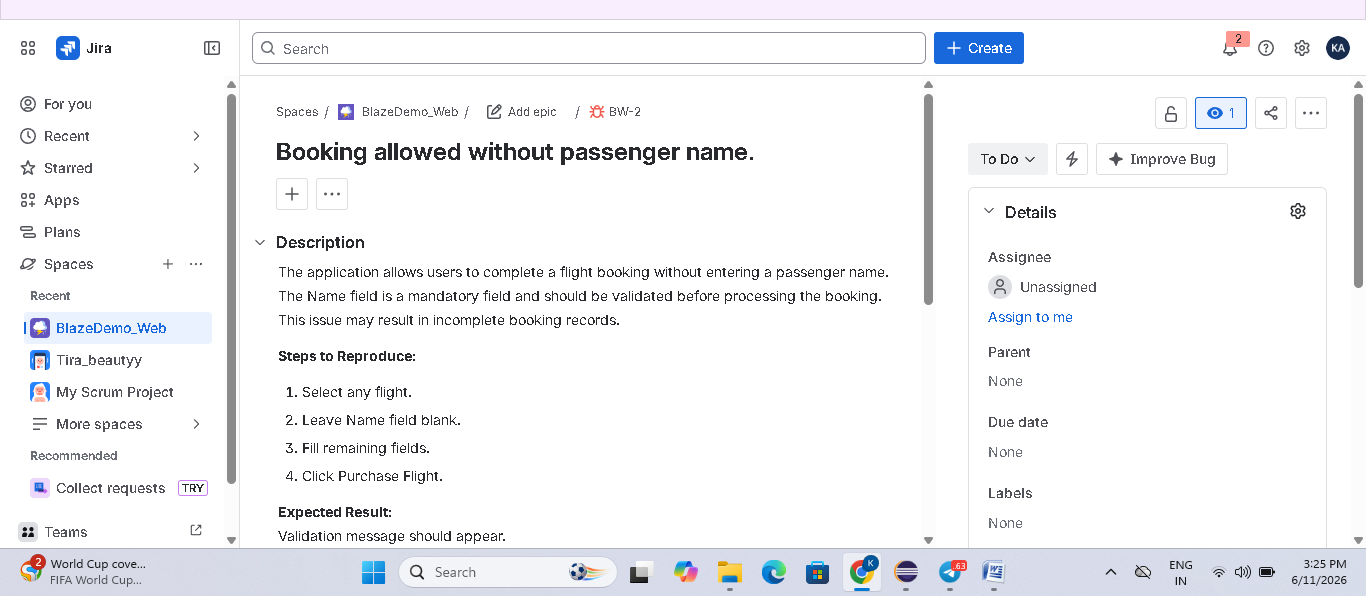 Jira
Search
Create
2
KA
For you
Recent
Starred
Apps
Plans
Spaces
Recent
BlazeDemo_Web
Tira_beautyy
My Scrum Project
More spaces
Recommended
Collect requests TRY
Teams
Spaces / BlazeDemo_Web / Add epic / BW-2
Booking allowed without passenger name.
Description
The application allows users to complete a flight booking without entering a passenger name.
The Name field is a mandatory field and should be validated before processing the booking.
This issue may result in incomplete booking records.
Steps to Reproduce:
1. Select any flight.
2. Leave Name field blank.
3. Fill remaining fields.
4. Click Purchase Flight.
Expected Result:
Validation message should appear.
1
To Do
Improve Bug
Details
Assignee
Unassigned
Assign to me
Parent
None
Due date
None
Labels
None
2
World Cup cove...
FIFA World Cup...
Search
K
63
ENG
IN
3:25 PM
6/11/2026